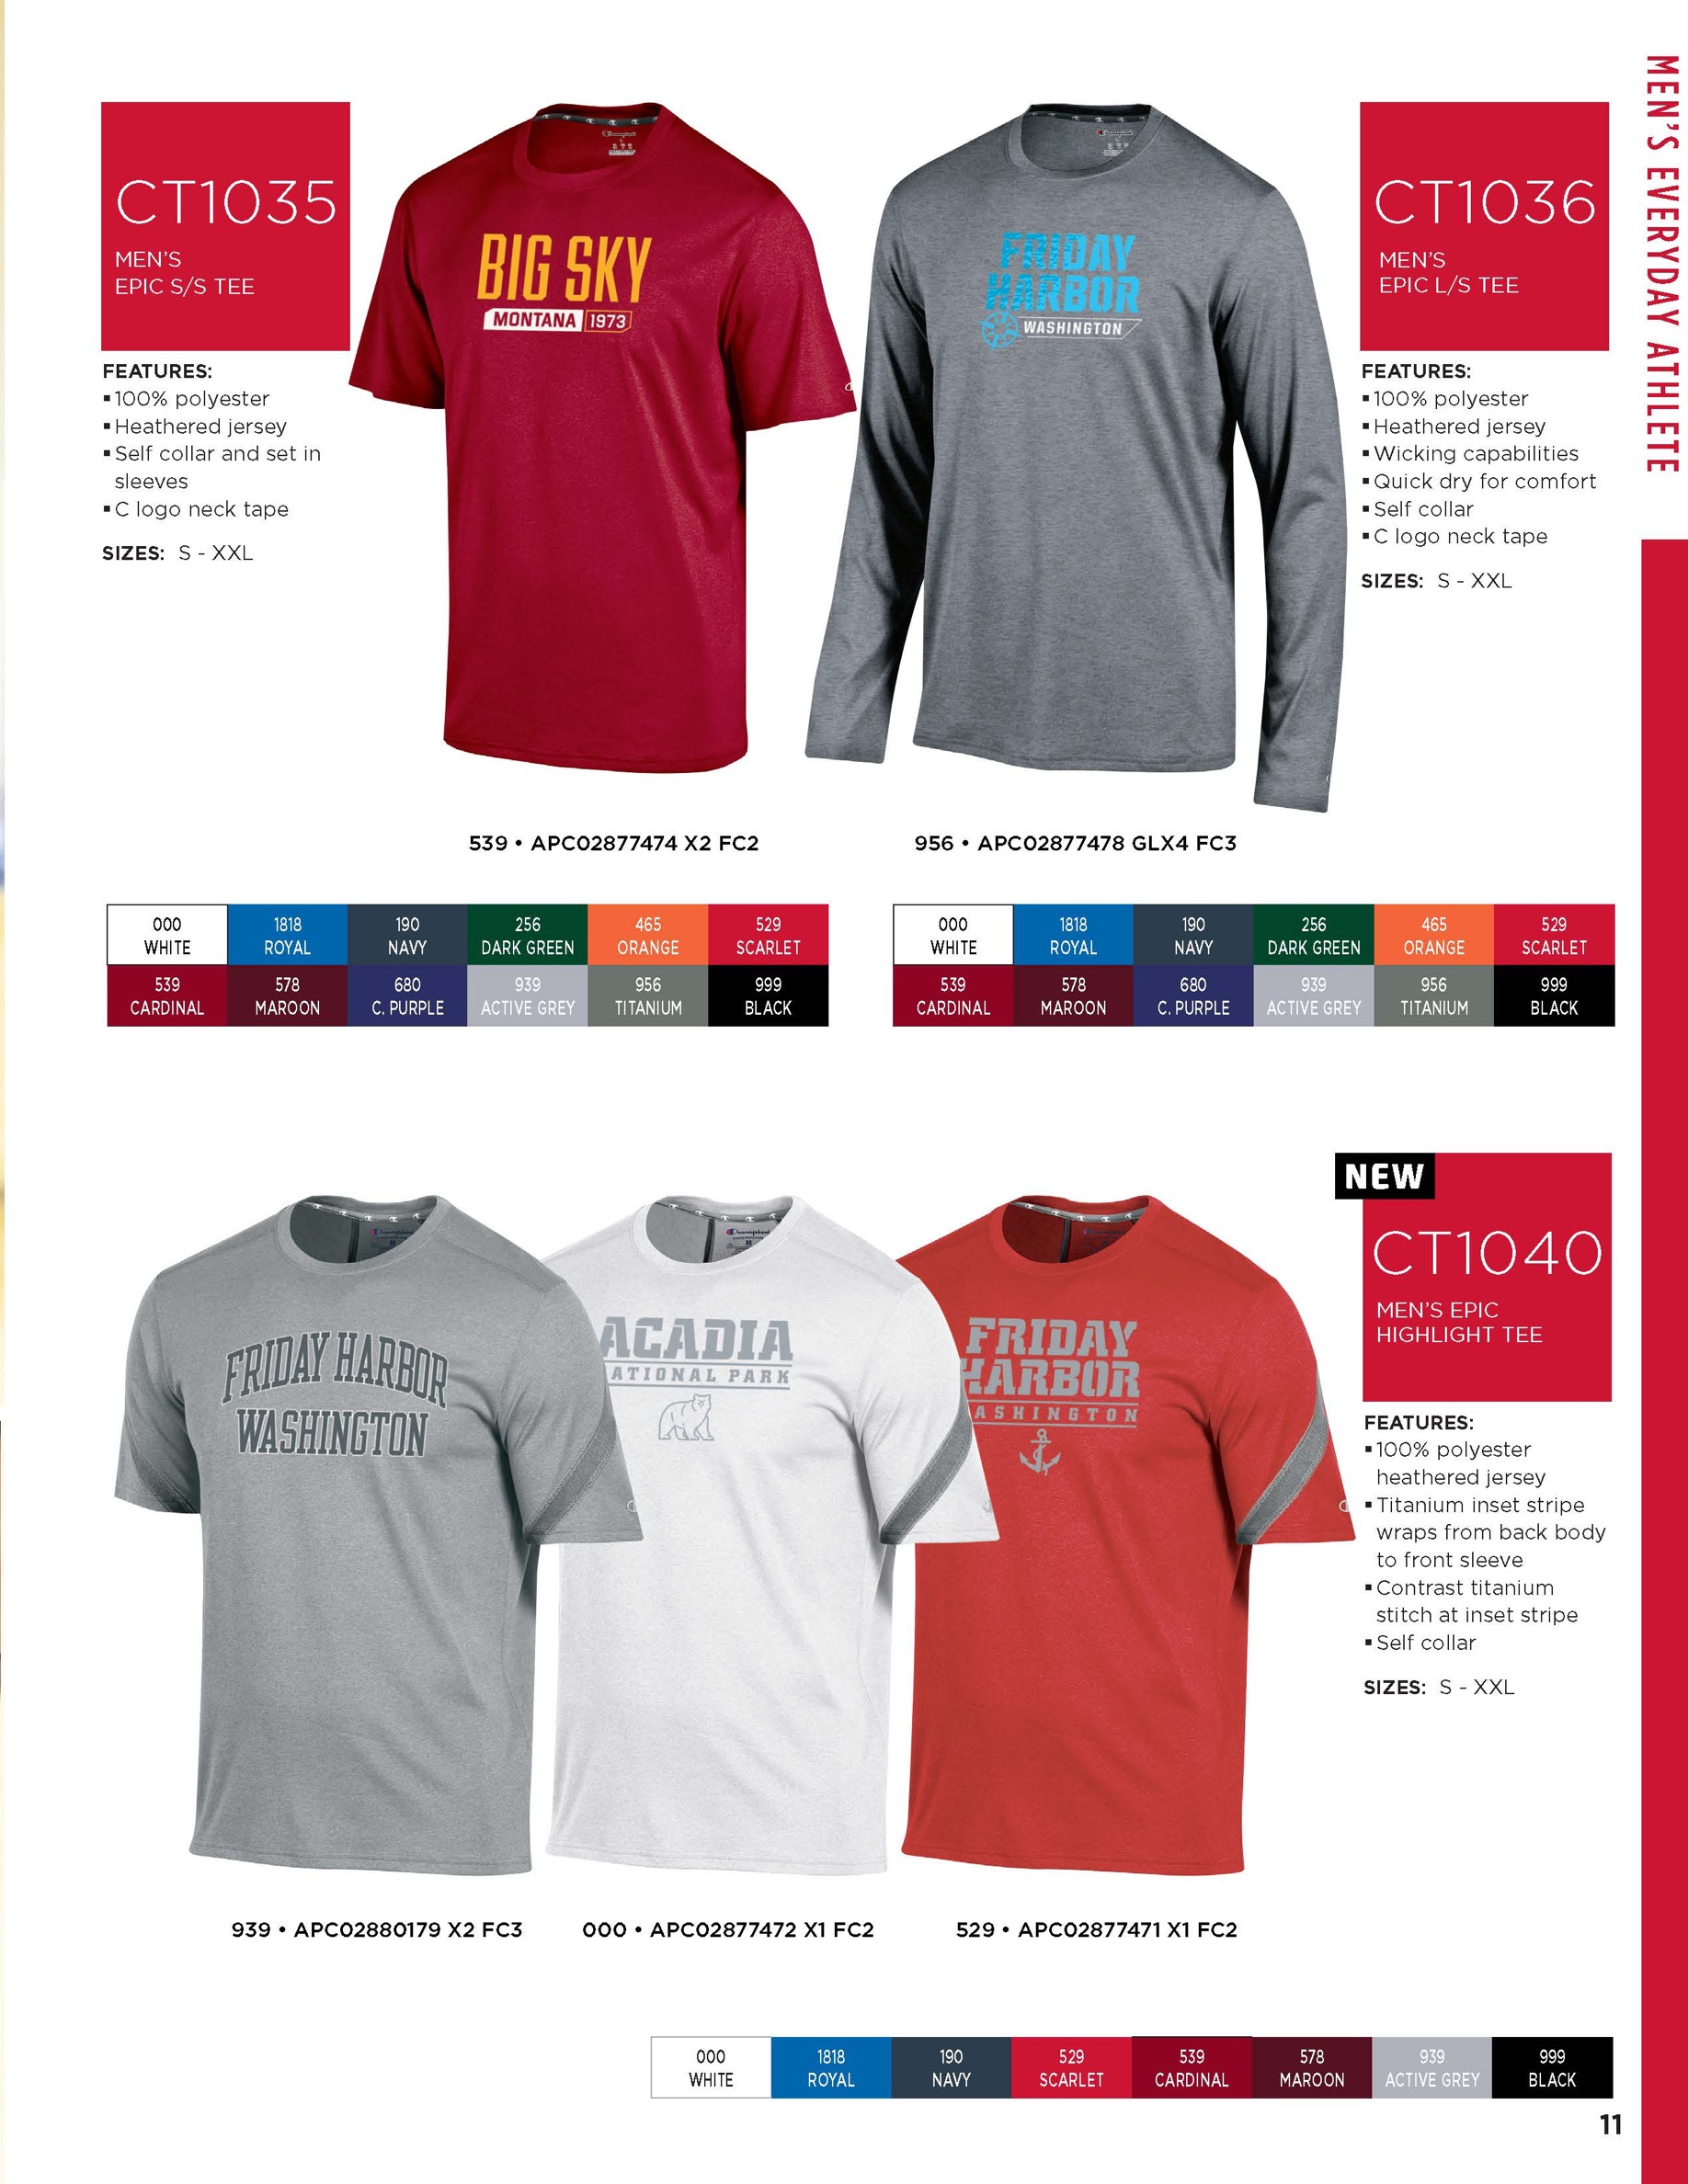 MEN'S EVERYDAY ATHLETE
CT1035
MEN'S
EPIC S/S TEE
FEATURES:
▪ 100% polyester
▪ Heathered jersey
▪ Self collar and set in
sleeves
▪ C logo neck tape
SIZES: S - XXL
Champion
BIG SKY
MONTANA 1973
Champion
FRIDAY
HARBOR
WASHINGTON
CT1036
MEN'S
EPIC L/S TEE
FEATURES:
▪ 100% polyester
▪ Heathered jersey
▪ Wicking capabilities
▪ Quick dry for comfort
▪ Self collar
▪ C logo neck tape
SIZES: S - XXL
539 • APC02877474 X2 FC2
956 • APC02877478 GLX4 FC3
000 1818 190 256 465 529
WHITE ROYAL NAVY DARK GREEN ORANGE SCARLET
539 578 680 939 956 999
CARDINAL MAROON C. PURPLE ACTIVE GREY TITANIUM BLACK
000 1818 190 256 465 529
WHITE ROYAL NAVY DARK GREEN ORANGE SCARLET
539 578 680 939 956 999
CARDINAL MAROON C. PURPLE ACTIVE GREY TITANIUM BLACK
FRIDAY HARBOR
WASHINGTON
Champion
M
ACADIA
ATIONAL PARK
FRIDAY
HARBOR
ASHINGTON
NEW
CT1040
MEN'S EPIC
HIGHLIGHT TEE
FEATURES:
▪ 100% polyester
heathered jersey
▪ Titanium inset stripe
wraps from back body
to front sleeve
▪ Contrast titanium
stitch at inset stripe
▪ Self collar
SIZES: S - XXL
939 • APC02880179 X2 FC3
000 • APC02877472 X1 FC2
529 • APC02877471 X1 FC2
000 1818 190 529 539 578 939 999
WHITE ROYAL NAVY SCARLET CARDINAL MAROON ACTIVE GREY BLACK
11